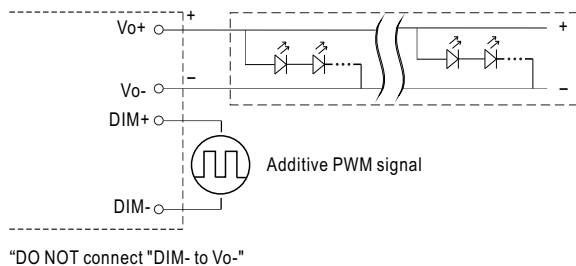 Vo+
+
+
Vo-
−
−
DIM+
Additive PWM signal
DIM-
“DO NOT connect "DIM- to Vo-"